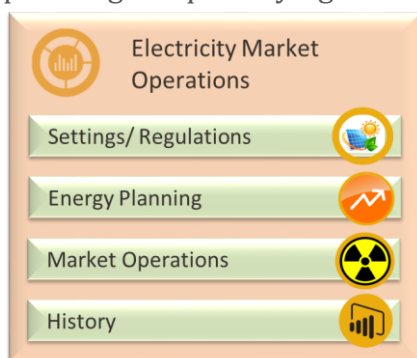 Electricity Market
Operations
Settings/ Regulations
Energy Planning
Market Operations
History